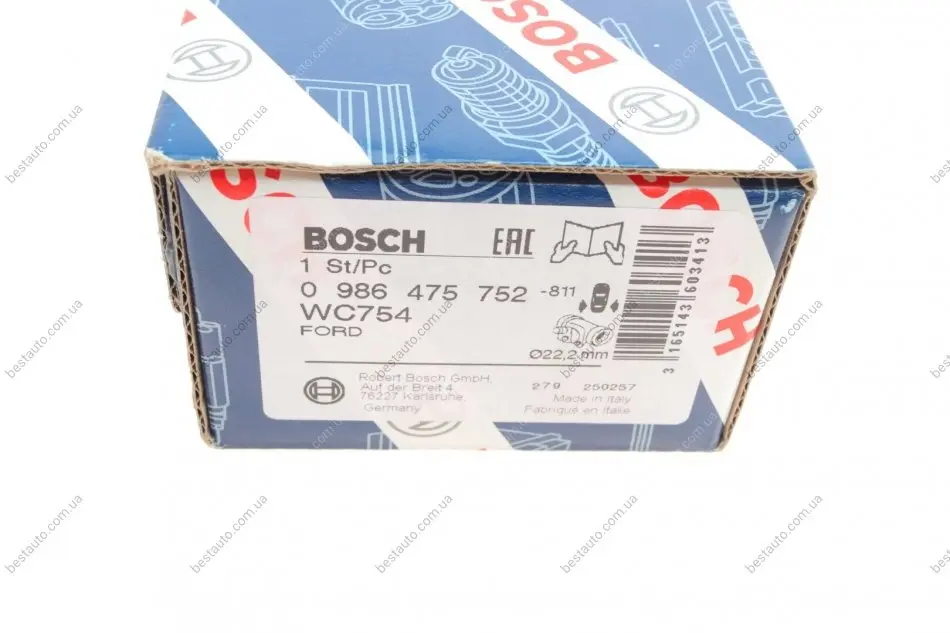 BOSCH
BOSCH EAC
1 St/Pc
0 986 475 752 -811
WC754
FORD
Ø22,2 mm
Robert Bosch GmbH,
Auf der Breit 4
76227 Karlsruhe,
Germany
279 250257
Made in Italy
Fabriqué en Italie
3 165143 603413
CH
bestauto.com.ua